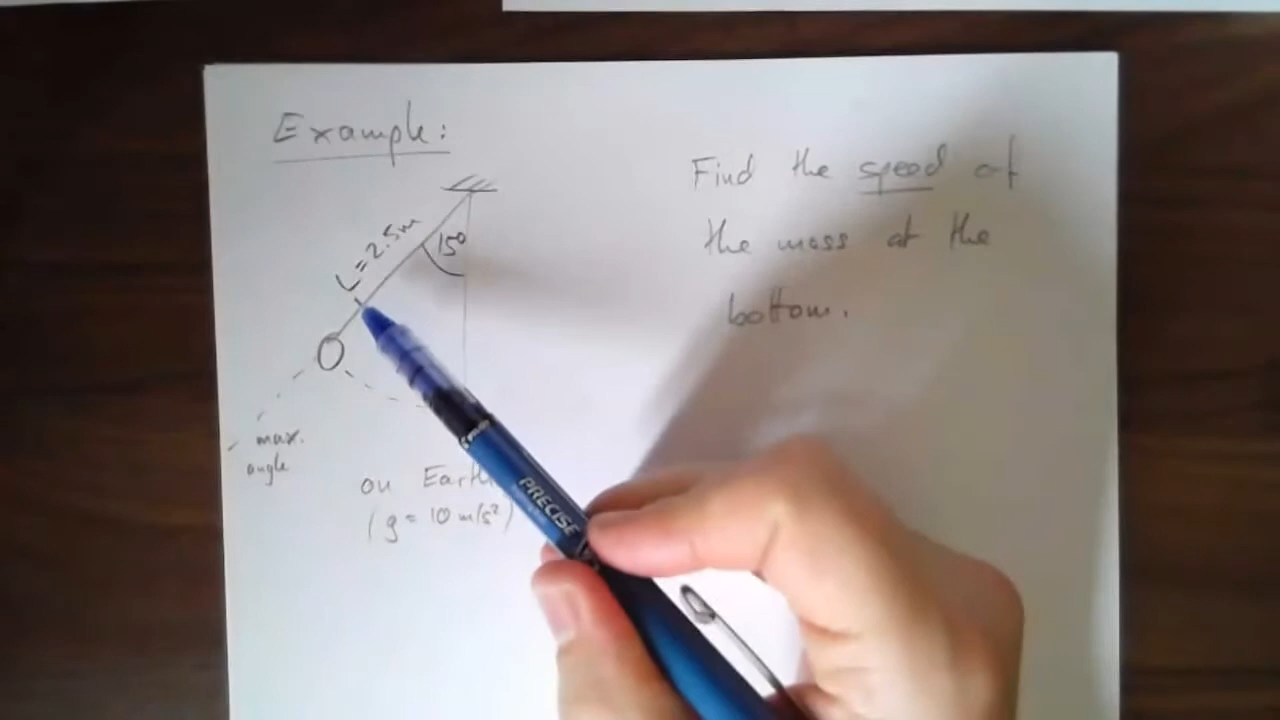 Example:
L = 2.5m
15°
max.
angle
on Earth
(g = 10 m/s²)
Find the speed of
the mass at the
bottom.
PRECISE